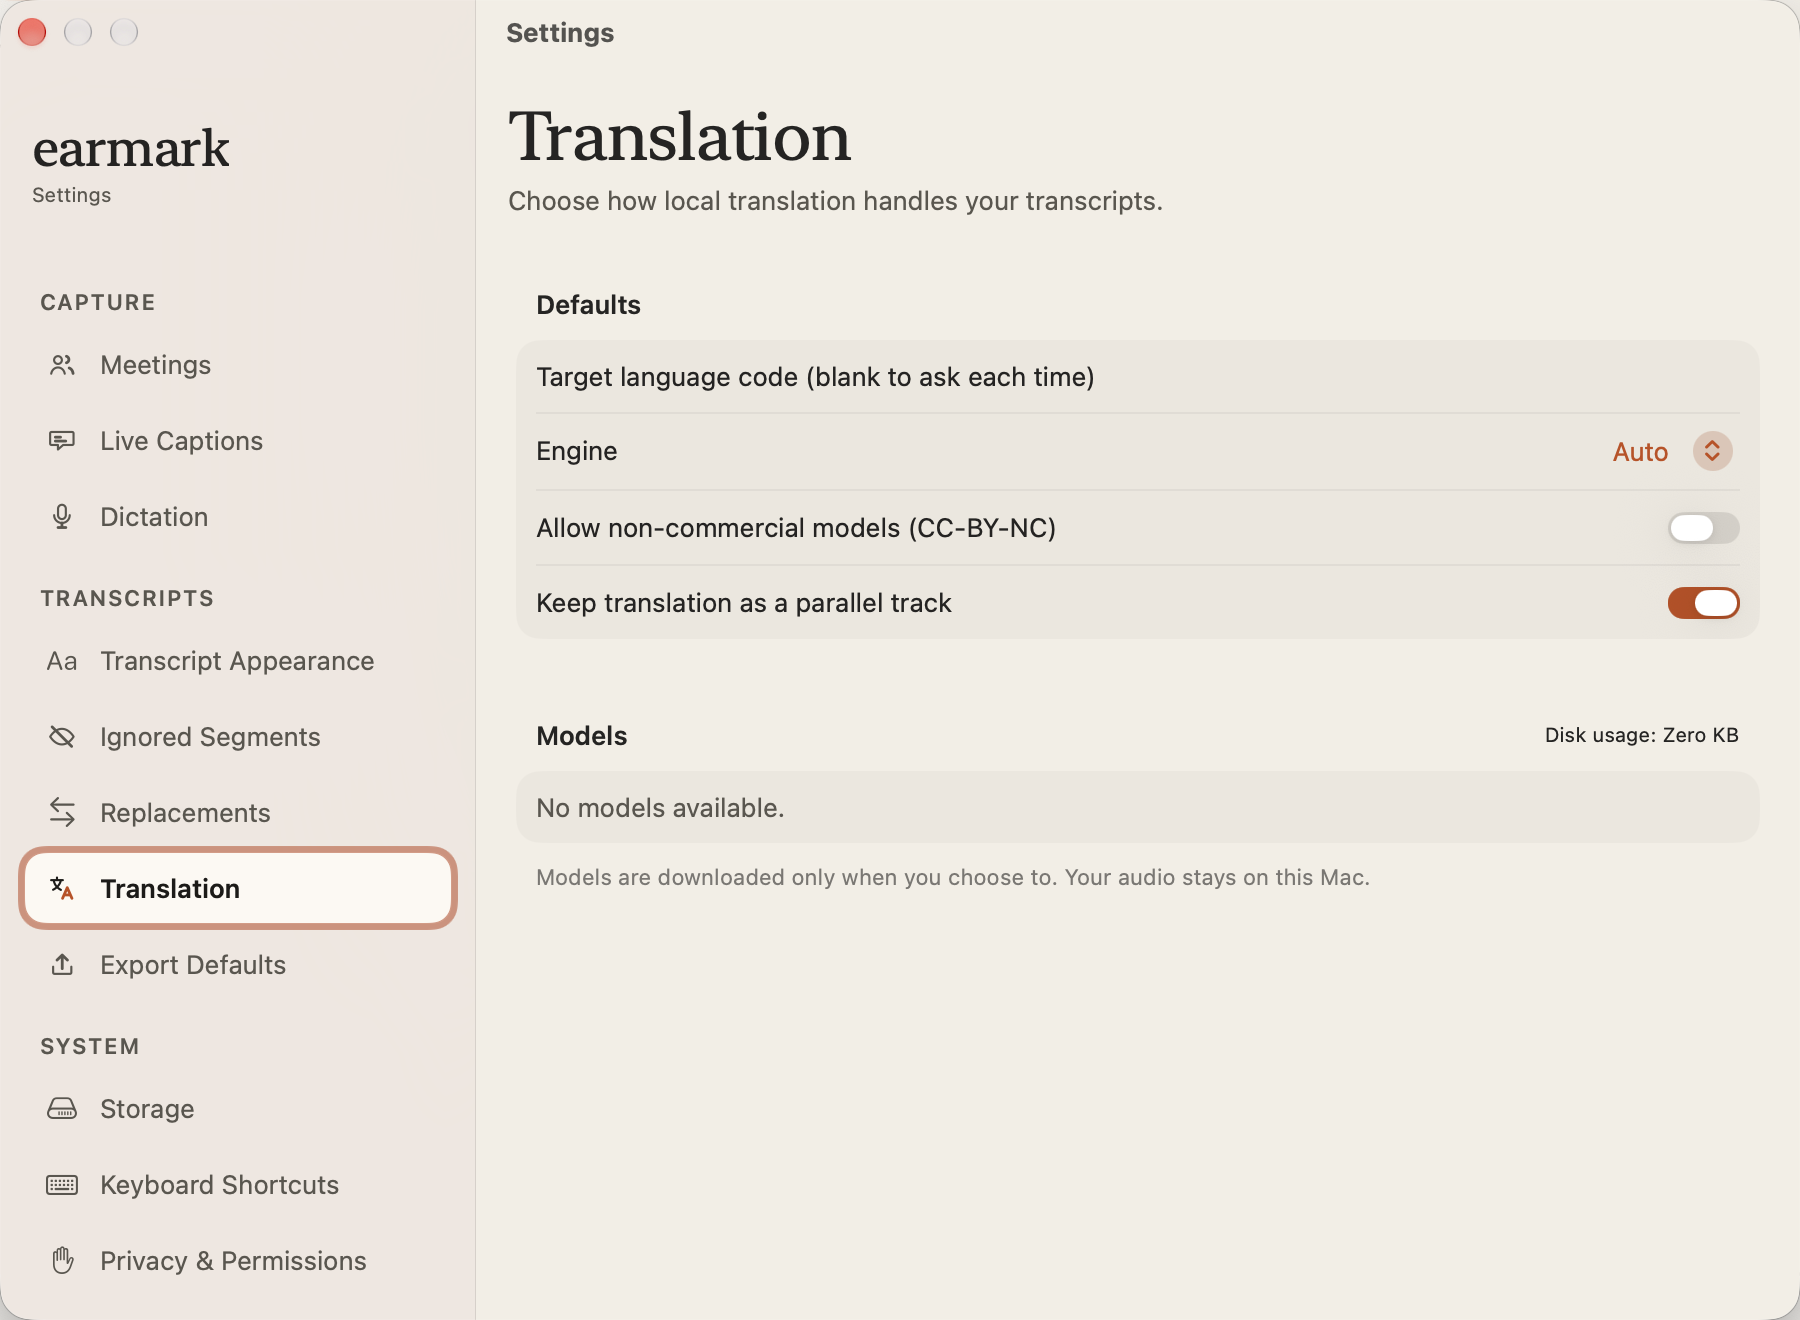 Settings
earmark
Settings
CAPTURE
Meetings
Live Captions
Dictation
TRANSCRIPTS
Aa Transcript Appearance
Ignored Segments
Replacements
文A Translation
Export Defaults
SYSTEM
Storage
Keyboard Shortcuts
Privacy & Permissions
Translation
Choose how local translation handles your transcripts.
Defaults
Target language code (blank to ask each time)
Engine Auto
Allow non-commercial models (CC-BY-NC)
Keep translation as a parallel track
Models Disk usage: Zero KB
No models available.
Models are downloaded only when you choose to. Your audio stays on this Mac.